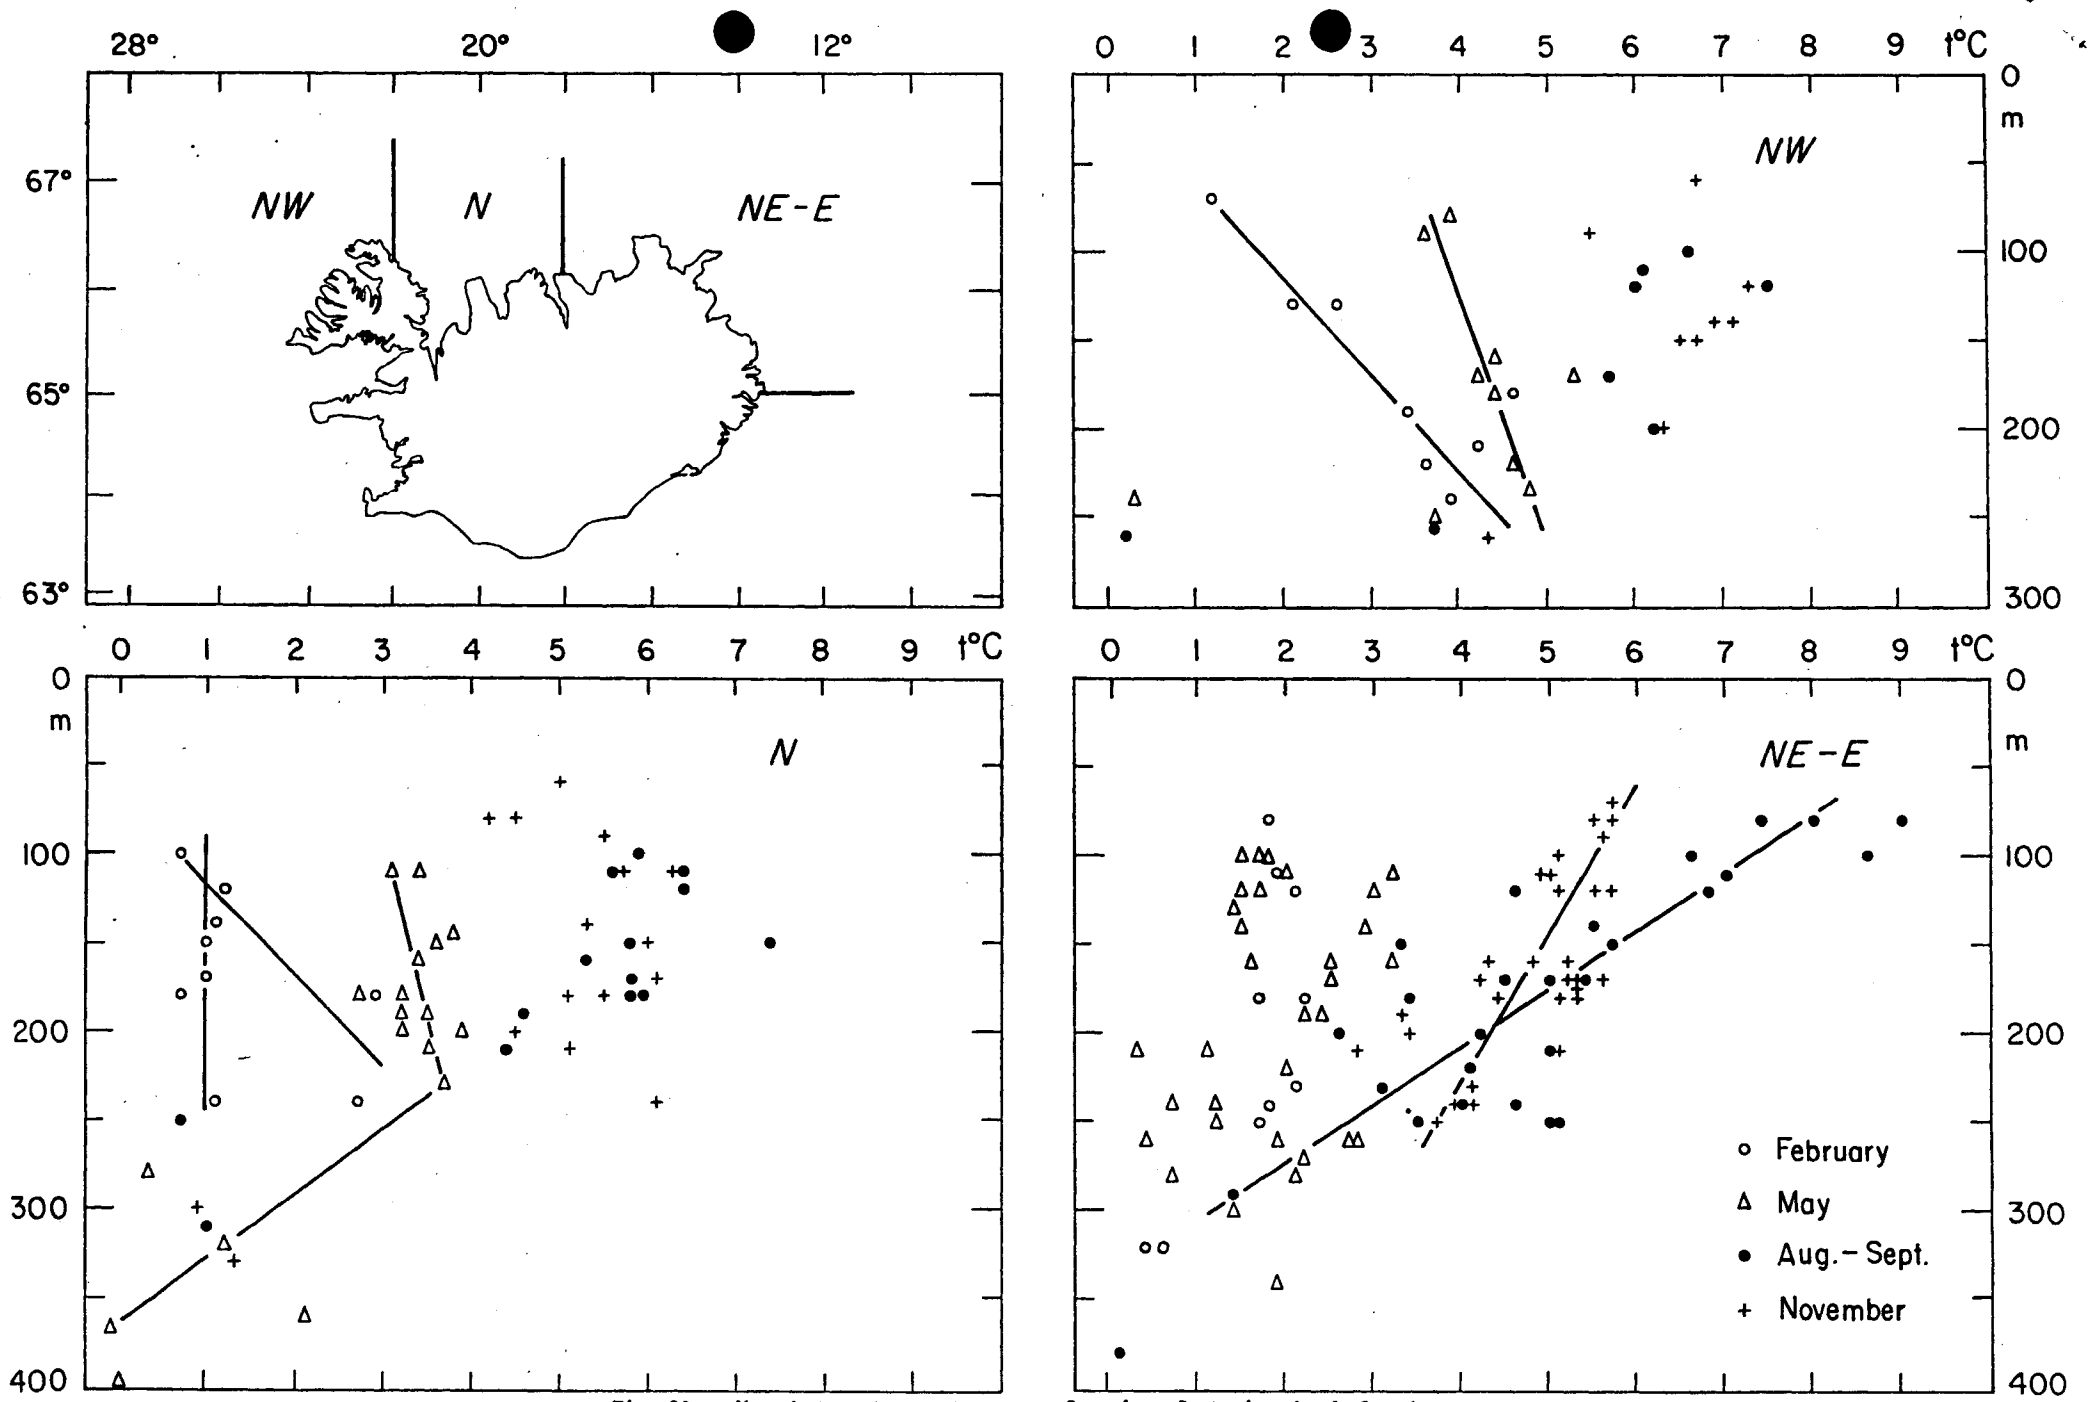 28° 20° 12°
67°
65°
63°
NW N NE-E
0 1 2 3 4 5 6 7 8 9 t°C
0
m
100
200
300
NW
0 1 2 3 4 5 6 7 8 9 t°C
0
m
100
200
300
400
N
0 1 2 3 4 5 6 7 8 9 t°C
0
m
100
200
300
400
NE-E
o February
△ May
● Aug.-Sept.
+ November